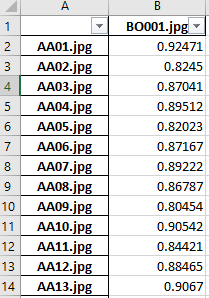 A B
1 BO001.jpg
2 AA01.jpg 0.92471
3 AA02.jpg 0.8245
4 AA03.jpg 0.87041
5 AA04.jpg 0.89512
6 AA05.jpg 0.82023
7 AA06.jpg 0.87167
8 AA07.jpg 0.89222
9 AA08.jpg 0.86787
10 AA09.jpg 0.80454
11 AA10.jpg 0.90542
12 AA11.jpg 0.84421
13 AA12.jpg 0.88465
14 AA13.jpg 0.9067